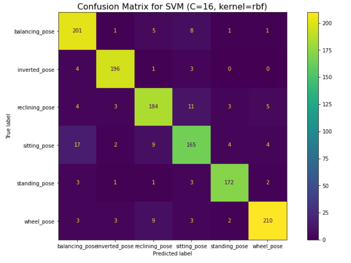 Confusion Matrix for SVM (C=16, kernel=rbf)
balancing_pose 201 1 5 8 1 1
inverted_pose 4 196 1 3 0 0
reclining_pose 4 3 184 11 3 5
sitting_pose 17 2 9 165 4 4
standing_pose 3 1 1 3 172 2
wheel_pose 3 3 9 3 2 210
balancing_pose inverted_pose reclining_pose sitting_pose standing_pose wheel_pose
Predicted label
True label
200
175
150
125
100
75
50
25
0